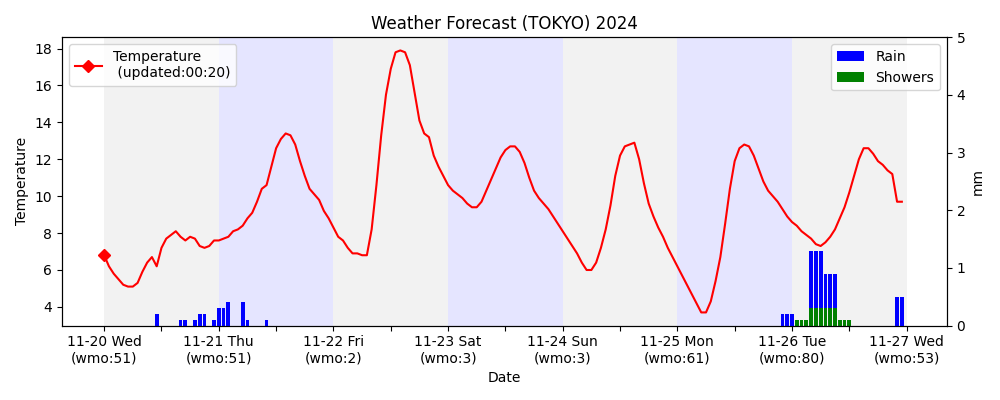 Weather Forecast (TOKYO) 2024
Temperature
(updated:00:20)
Rain
Showers
Temperature
18
16
14
12
10
8
6
4
5
4
3
2
1
0
mm
11-20 Wed
(wmo:51)
11-21 Thu
(wmo:51)
11-22 Fri
(wmo:2)
11-23 Sat
(wmo:3)
11-24 Sun
(wmo:3)
11-25 Mon
(wmo:61)
11-26 Tue
(wmo:80)
11-27 Wed
(wmo:53)
Date